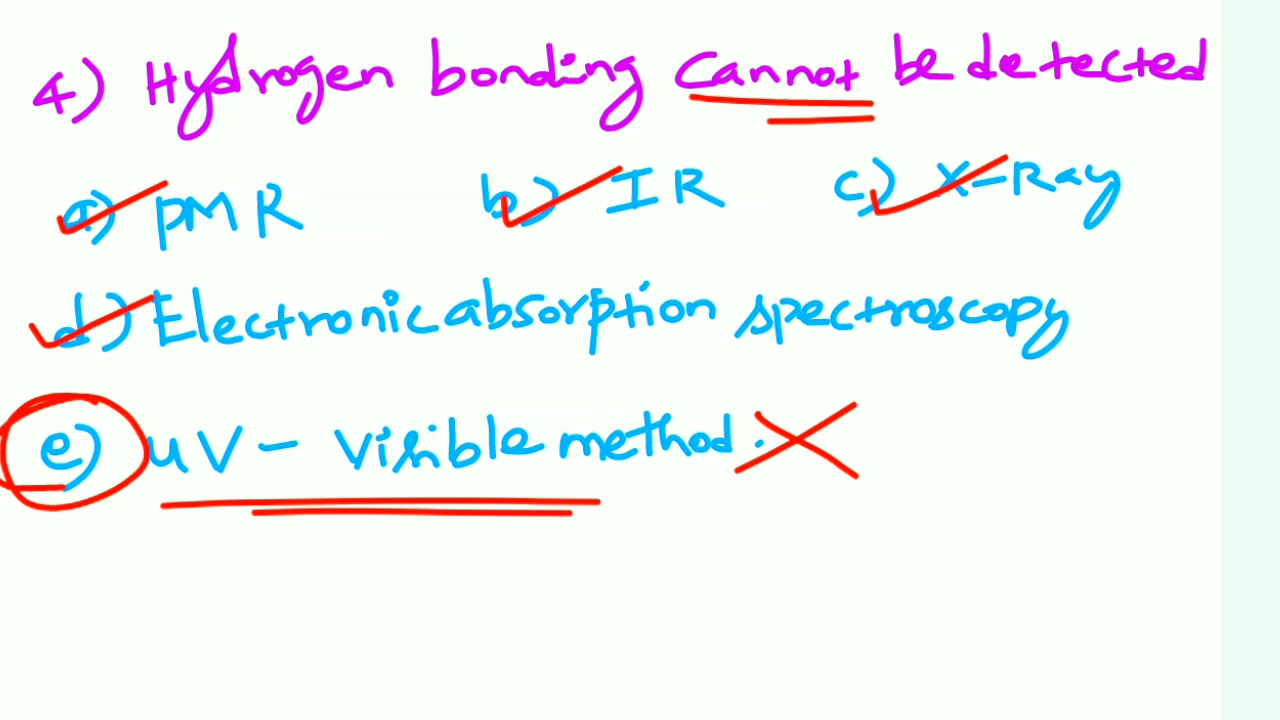 4) Hydrogen bonding cannot be detected
a) PMR b) IR c) X-Ray
d) Electronic absorption spectroscopy
e) UV - Visible method.